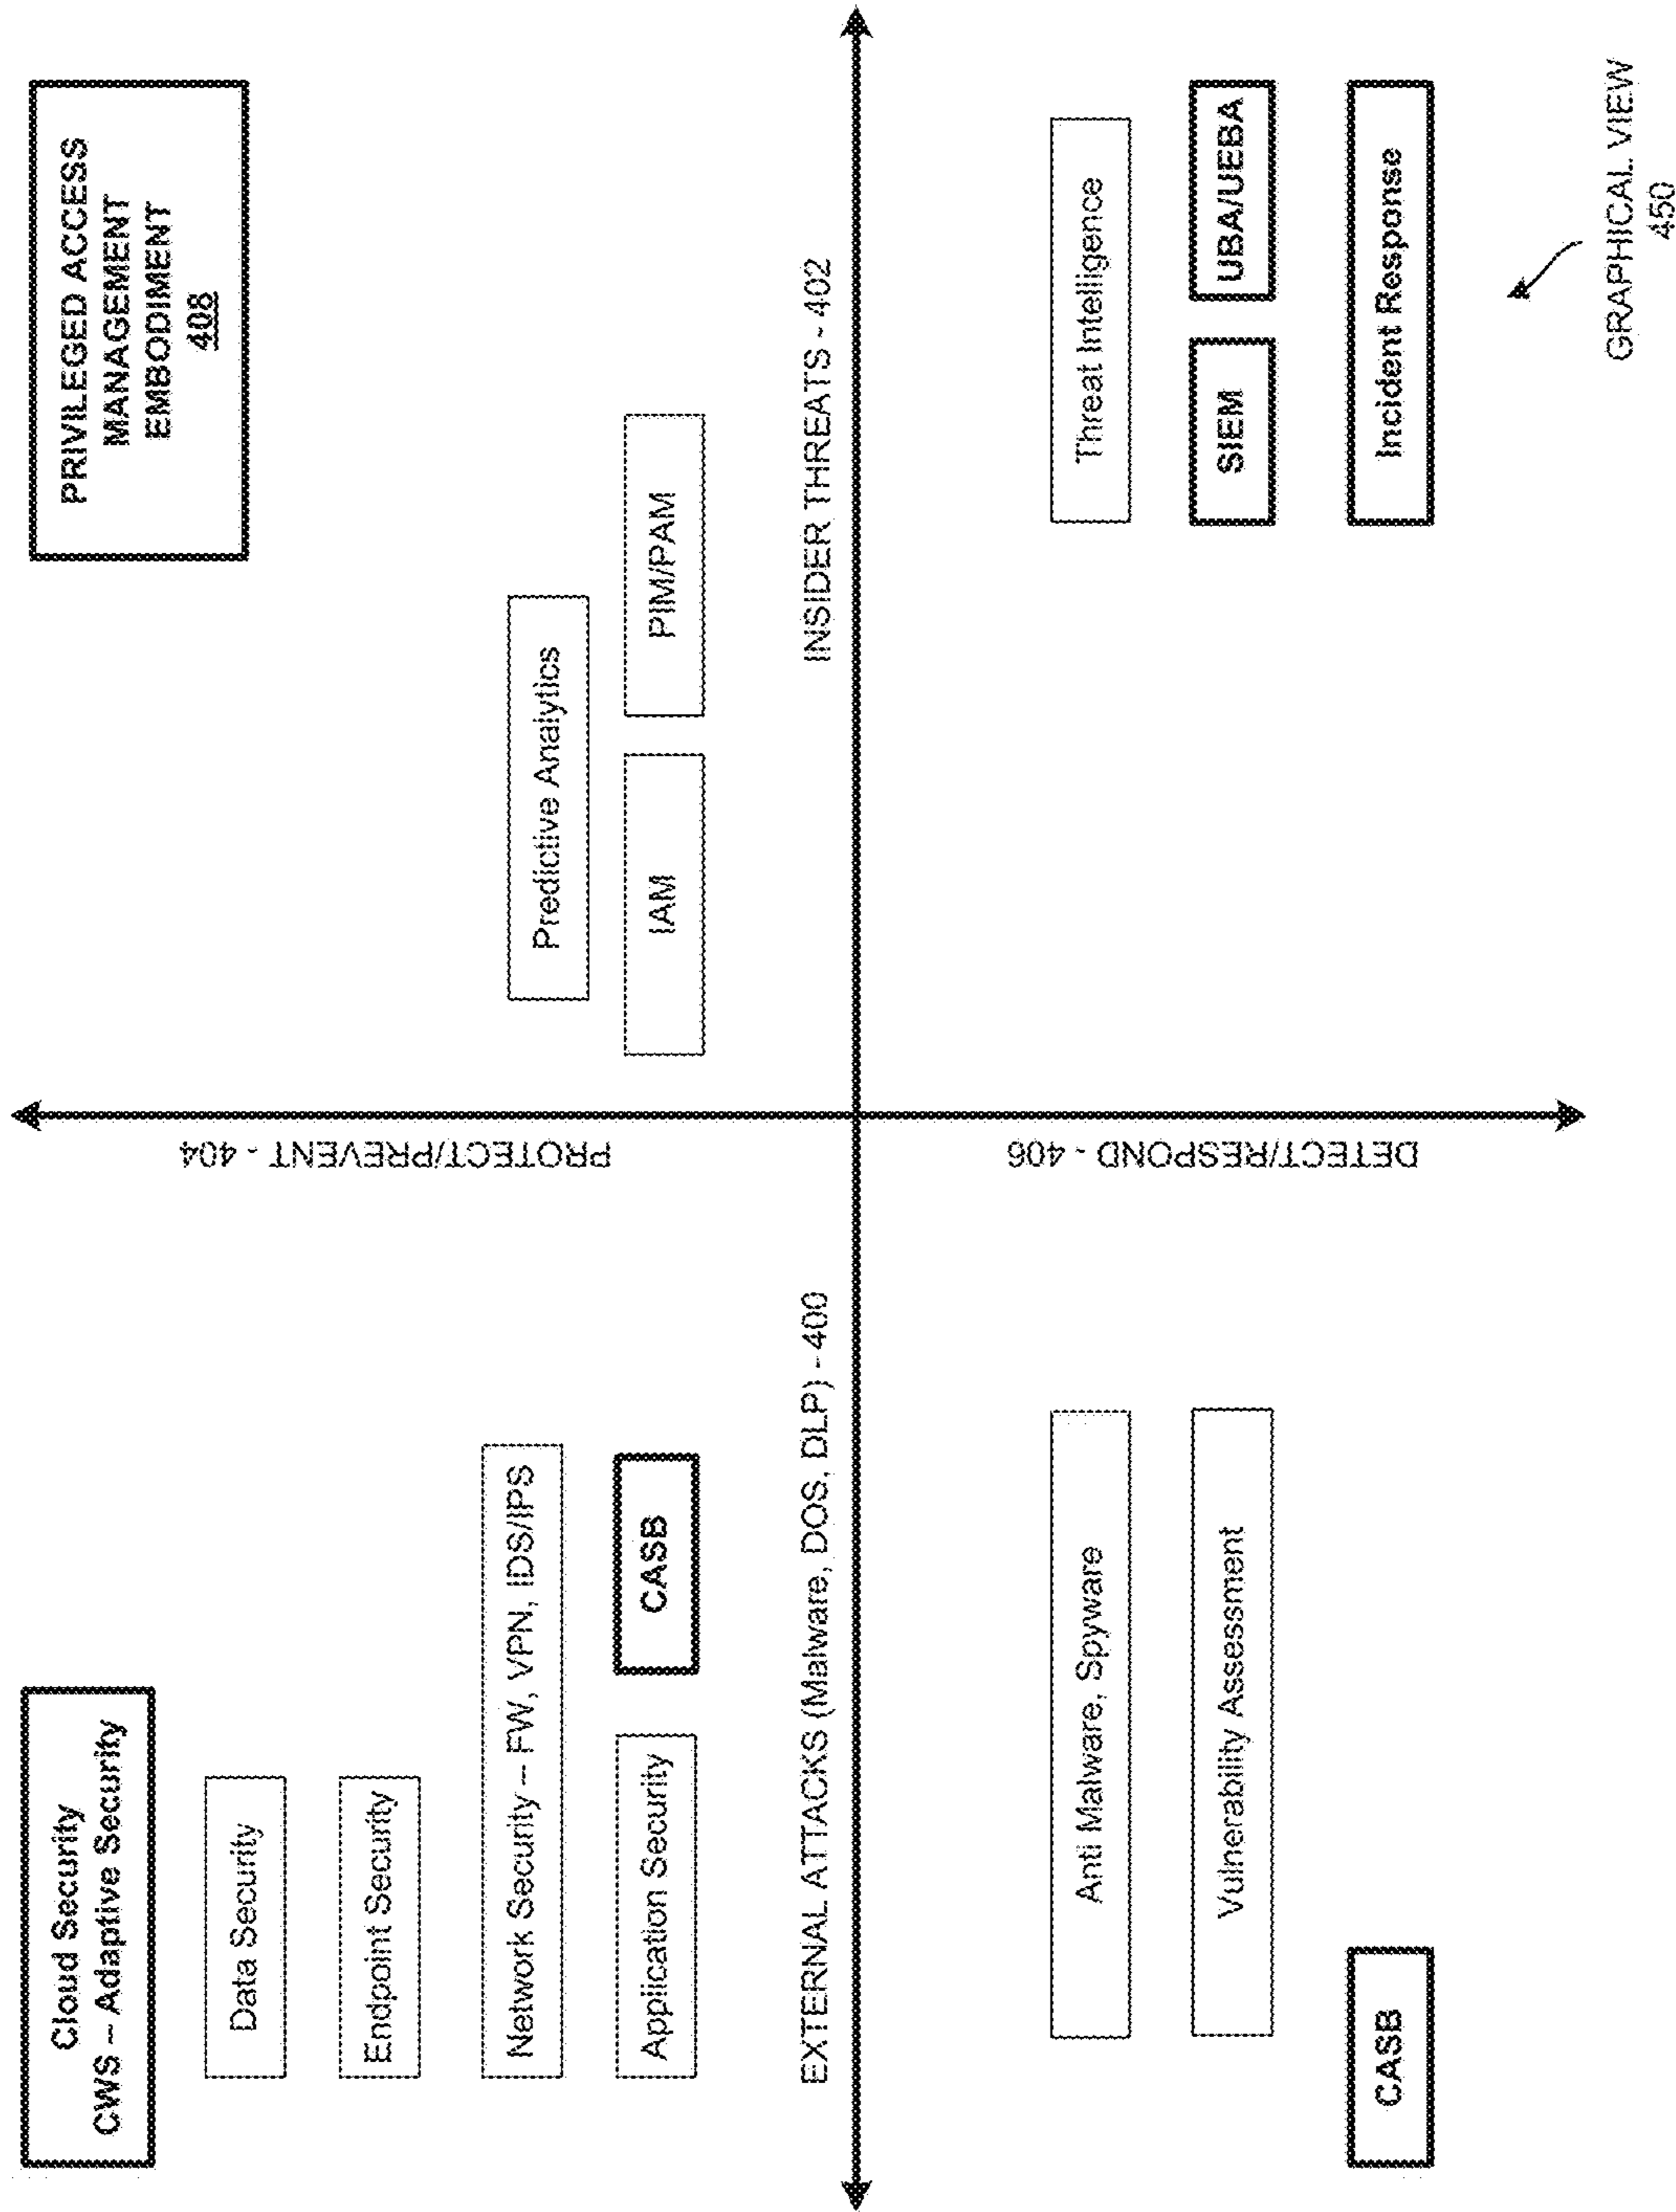 Cloud Security
CWS – Adaptive Security
Data Security
Endpoint Security
Network Security – FW, VPN, IDS/IPS
Application Security
CASB
PROTECT/PREVENT - 404
PRIVILEGED ACCESS
MANAGEMENT
EMBODIMENT
408
Predictive Analytics
IAM
PIM/PAM
EXTERNAL ATTACKS (Malware, DOS, DLP) - 400
INSIDER THREATS - 402
Anti Malware, Spyware
Vulnerability Assessment
CASB
DETECT/RESPOND - 406
Threat Intelligence
SIEM
UBA/UEBA
Incident Response
GRAPHICAL VIEW
450